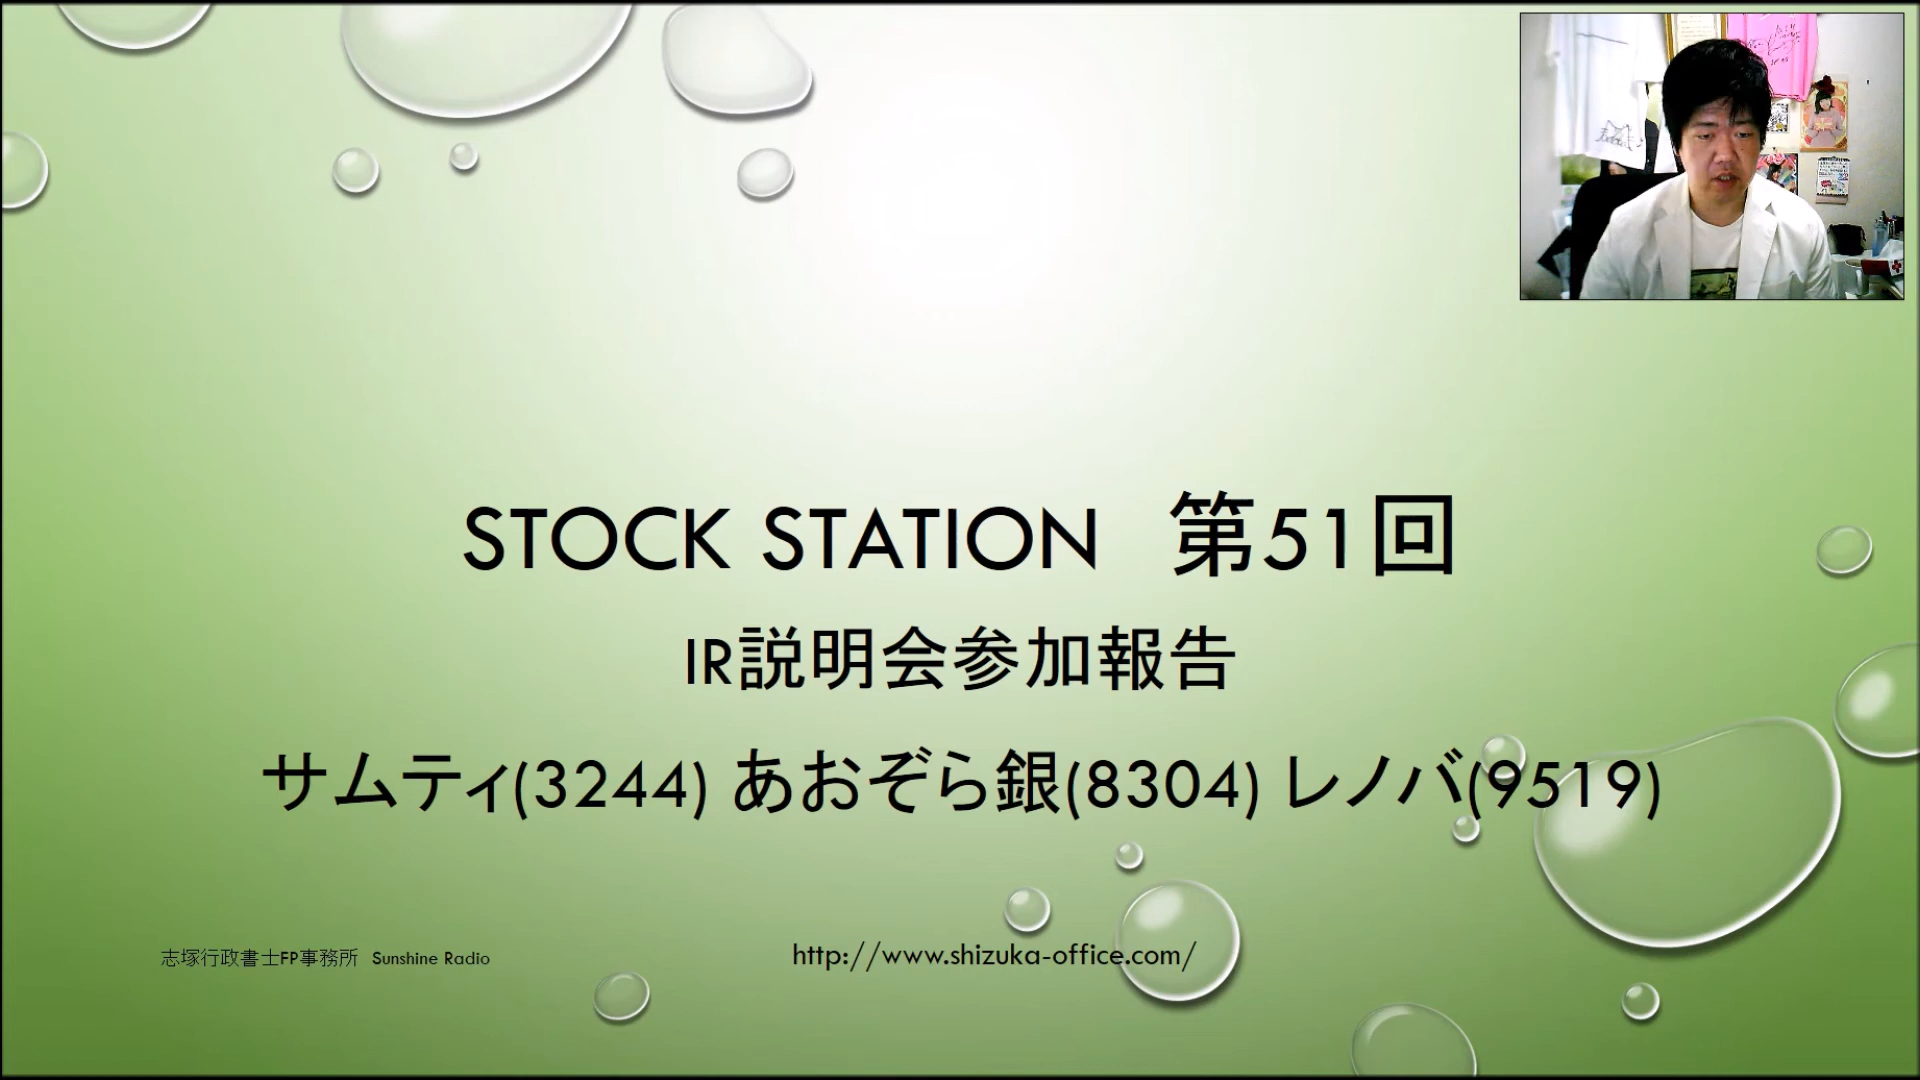 STOCK STATION 第51回
IR説明会参加報告
サムティ(3244) あおぞら銀(8304) レノバ(9519)
志塚行政書士FP事務所 Sunshine Radio
http://www.shizuka-office.com/